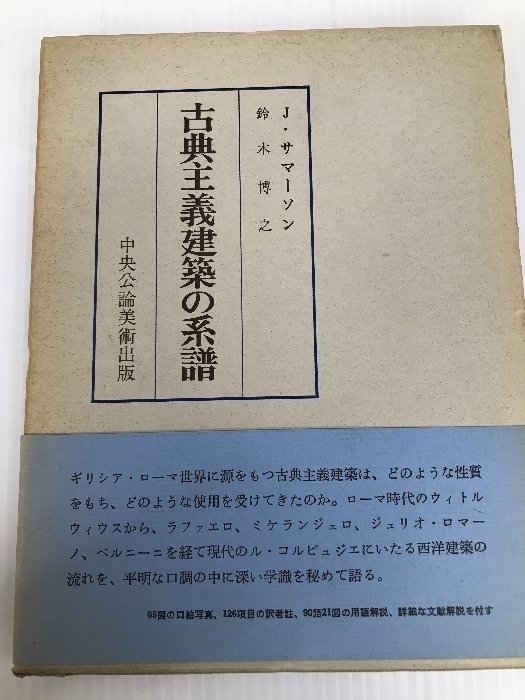 J・サマーソン
鈴木博之
古典主義建築の系譜
中央公論美術出版
ギリシア・ローマ世界に源をもつ古典主義建築は、どのような性質
をもち、どのような使用を受けてきたのか。ローマ時代のウィトル
ウィウスから、ラファエロ、ミケランジェロ、ジュリオ・ロマー
ノ、ベルニーニを経て現代のル・コルビュジエにいたる西洋建築の
流れを、平明な口調の中に深い学識を秘めて語る。
65図の口絵写真、126項目の訳者註、90語21図の用語解説、詳細な文献解説を付す